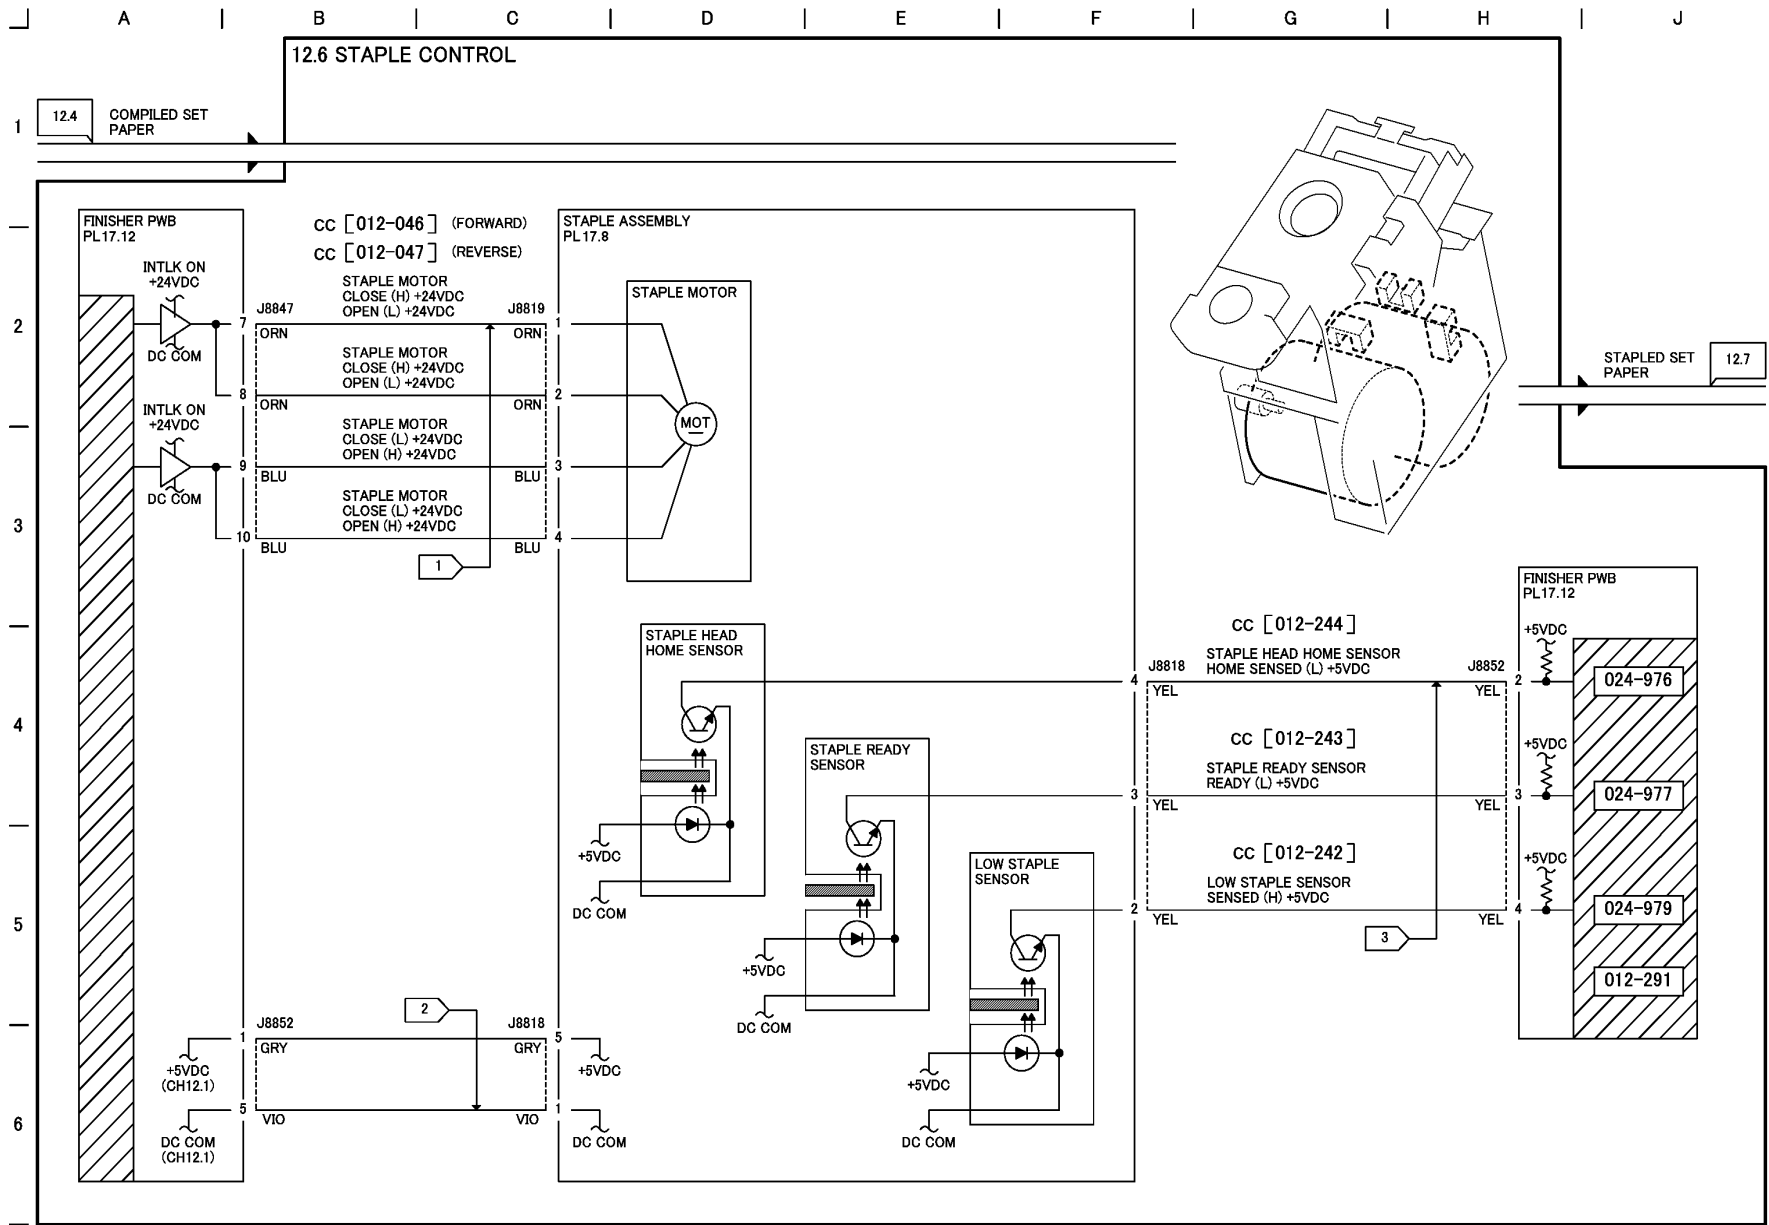 A B C D E F G H J
1
2
3
4
5
6
12.6 STAPLE CONTROL
12.4
COMPILED SET
PAPER
FINISHER PWB
PL17.12
INTLK ON
+24VDC
DC COM
INTLK ON
+24VDC
DC COM
CC [012-046] (FORWARD)
CC [012-047] (REVERSE)
J8847
J8819
STAPLE MOTOR
CLOSE (H) +24VDC
OPEN (L) +24VDC
7 ORN ORN 1
STAPLE MOTOR
CLOSE (H) +24VDC
OPEN (L) +24VDC
8 ORN ORN 2
STAPLE MOTOR
CLOSE (L) +24VDC
OPEN (H) +24VDC
9 BLU BLU 3
STAPLE MOTOR
CLOSE (L) +24VDC
OPEN (H) +24VDC
10 BLU BLU 4
1
STAPLE ASSEMBLY
PL17.8
STAPLE MOTOR
MOT
STAPLED SET
PAPER
12.7
STAPLE HEAD
HOME SENSOR
+5VDC
DC COM
STAPLE READY
SENSOR
+5VDC
DC COM
LOW STAPLE
SENSOR
+5VDC
DC COM
J8818
J8852
CC [012-244]
STAPLE HEAD HOME SENSOR
HOME SENSED (L) +5VDC
4 YEL YEL 2
CC [012-243]
STAPLE READY SENSOR
READY (L) +5VDC
3 YEL YEL 3
CC [012-242]
LOW STAPLE SENSOR
SENSED (H) +5VDC
2 YEL YEL 4
3
FINISHER PWB
PL17.12
+5VDC
024-976
+5VDC
024-977
+5VDC
024-979
012-291
2
J8852
J8818
1 GRY GRY 5
+5VDC
(CH12.1)
+5VDC
5 VIO VIO 1
DC COM
(CH12.1)
DC COM